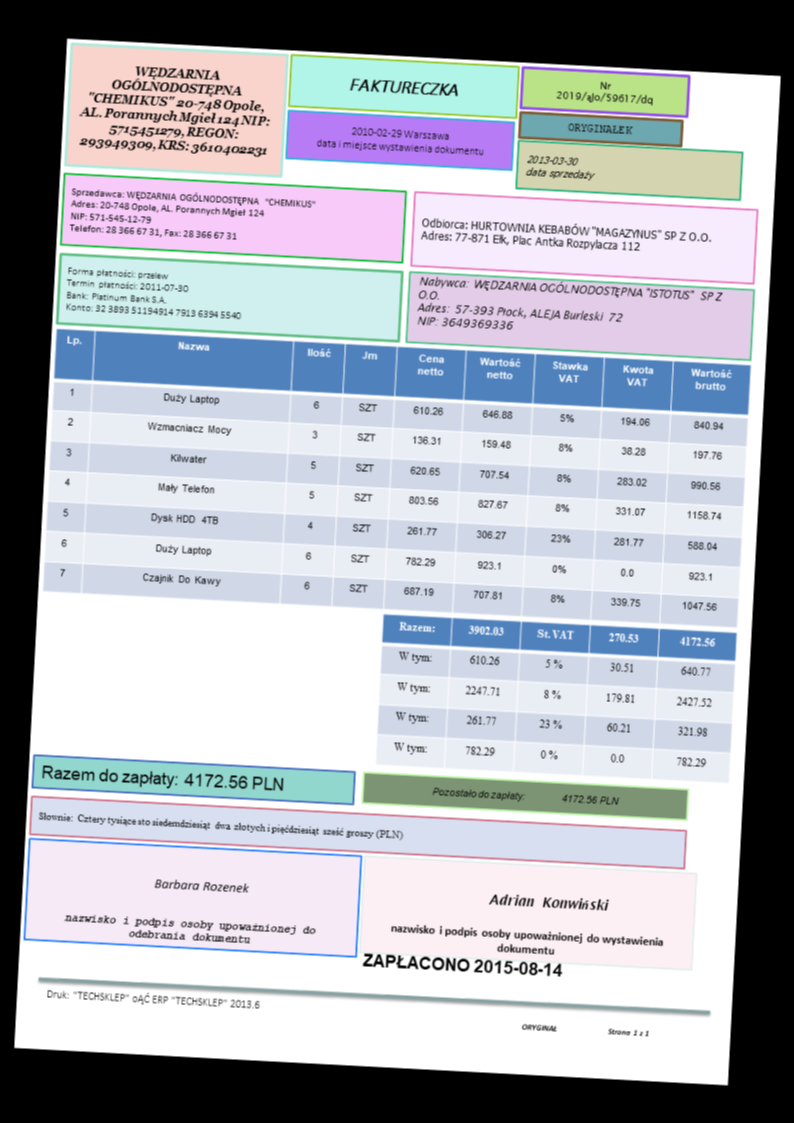 WĘDZARNIA
OGÓLNODOSTĘPNA
"CHEMIKUS" 20-748 Opole,
AL. Porannych Mgieł 124 NIP:
5715451279, REGON:
293949309, KRS: 3610402231
FAKTURECZKA
Nr
2019/ąJo/59617/dq
2010-02-29 Warszawa
data i miejsce wystawienia dokumentu
ORYGINAŁEK
2013-03-30
data sprzedaży
Sprzedawca: WĘDZARNIA OGÓLNODOSTĘPNA "CHEMIKUS"
Adres: 20-748 Opole, AL. Porannych Mgieł 124
NIP: 571-545-12-79
Telefon: 28 366 67 31, Fax: 28 366 67 31
Odbiorca: HURTOWNIA KEBABÓW "MAGAZYNUS" SP Z O.O.
Adres: 77-871 Ełk, Plac Antka Rozpylacza 112
Forma płatności: przelew
Termin płatności: 2011-07-30
Bank: Platinum Bank S.A.
Konto: 32 3893 51194914 7913 6394 5540
Nabywca: WĘDZARNIA OGÓLNODOSTĘPNA "ISTOTUS" SP Z
O.O.
Adres: 57-393 Płock, ALEJA Burleski 72
NIP: 3649369336
Lp. Nazwa Ilość Jm Cena netto Wartość netto Stawka VAT Kwota VAT Wartość brutto
1 Duży Laptop 6 SZT 610.26 646.88 5% 194.06 840.94
2 Wzmacniacz Mocy 3 SZT 136.31 159.48 8% 38.28 197.76
3 Kilwater 5 SZT 620.65 707.54 8% 283.02 990.56
4 Mały Telefon 5 SZT 803.56 827.67 8% 331.07 1158.74
5 Dysk HDD 4TB 4 SZT 261.77 306.27 23% 281.77 588.04
6 Duży Laptop 6 SZT 782.29 923.1 0% 0.0 923.1
7 Czajnik Do Kawy 6 SZT 687.19 707.81 8% 339.75 1047.56
Razem: 3902.03 St. VAT 270.53 4172.56
W tym: 610.26 5 % 30.51 640.77
W tym: 2247.71 8 % 179.81 2427.52
W tym: 261.77 23 % 60.21 321.98
W tym: 782.29 0 % 0.0 782.29
Razem do zapłaty: 4172.56 PLN
Pozostało do zapłaty: 4172.56 PLN
Słownie: Cztery tysiące sto siedemdziesiąt dwa złotych i pięćdziesiąt sześć groszy (PLN)
Barbara Rozenek
nazwisko i podpis osoby upoważnionej do
odebrania dokumentu
Adrian Konwiński
nazwisko i podpis osoby upoważnionej do wystawienia
dokumentu
ZAPŁACONO 2015-08-14
Druk: "TECHSKLEP" oĄĆ ERP "TECHSKLEP" 2013.6
ORYGINAŁ
Strona 1 z 1